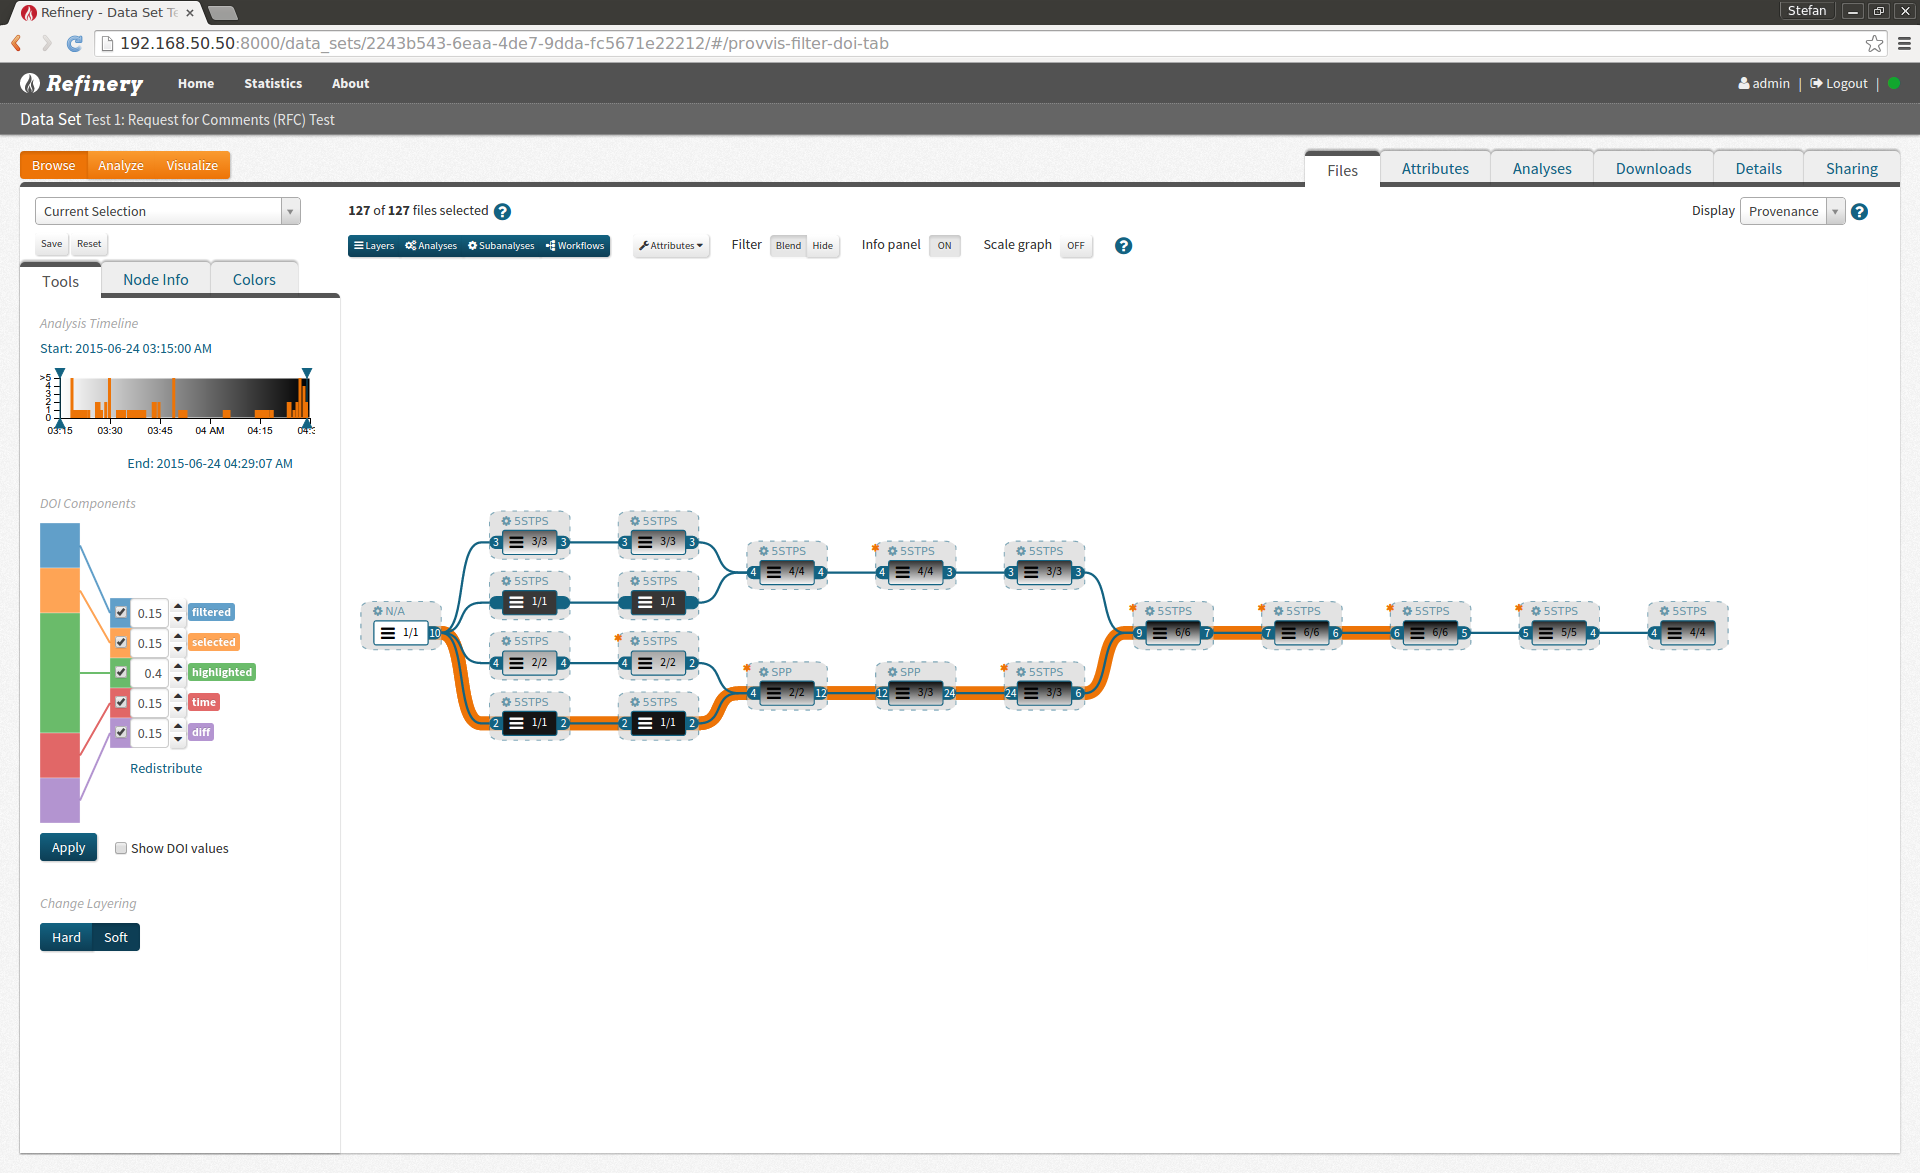 Refinery - Data Set Te
Stefan
192.168.50.50:8000/data_sets/2243b543-6eaa-4de7-9dda-fc5671e22212/#/provvis-filter-doi-tab
Refinery Home Statistics About admin | Logout |
Data Set Test 1: Request for Comments (RFC) Test
Browse Analyze Visualize
Files Attributes Analyses Downloads Details Sharing
Current Selection
127 of 127 files selected ?
Display Provenance ?
Save Reset
Layers Analyses Subanalyses Workflows Attributes Filter Blend Hide Info panel ON Scale graph OFF ?
Tools Node Info Colors
Analysis Timeline
Start: 2015-06-24 03:15:00 AM
>5
4
3
2
1
0
03:15 03:30 03:45 04 AM 04:15 04:3
End: 2015-06-24 04:29:07 AM
DOI Components
0.15 filtered
0.15 selected
0.4 highlighted
0.15 time
0.15 diff
Redistribute
Apply Show DOI values
Change Layering
Hard Soft
5STPS 5STPS
3 3/3 3 3 3/3 3
5STPS 5STPS 5STPS
4 4/4 4 4 4/4 3 3 3/3 3
5STPS 5STPS
1/1 1/1
N/A 5STPS 5STPS 5STPS 5STPS 5STPS
1/1 10 9 6/6 7 7 6/6 6 6 6/6 5 5 5/5 4 4 4/4
5STPS 5STPS
4 2/2 4 4 2/2 2
SPP SPP 5STPS
4 2/2 12 12 3/3 24 24 3/3 6
5STPS 5STPS
2 1/1 2 2 1/1 2